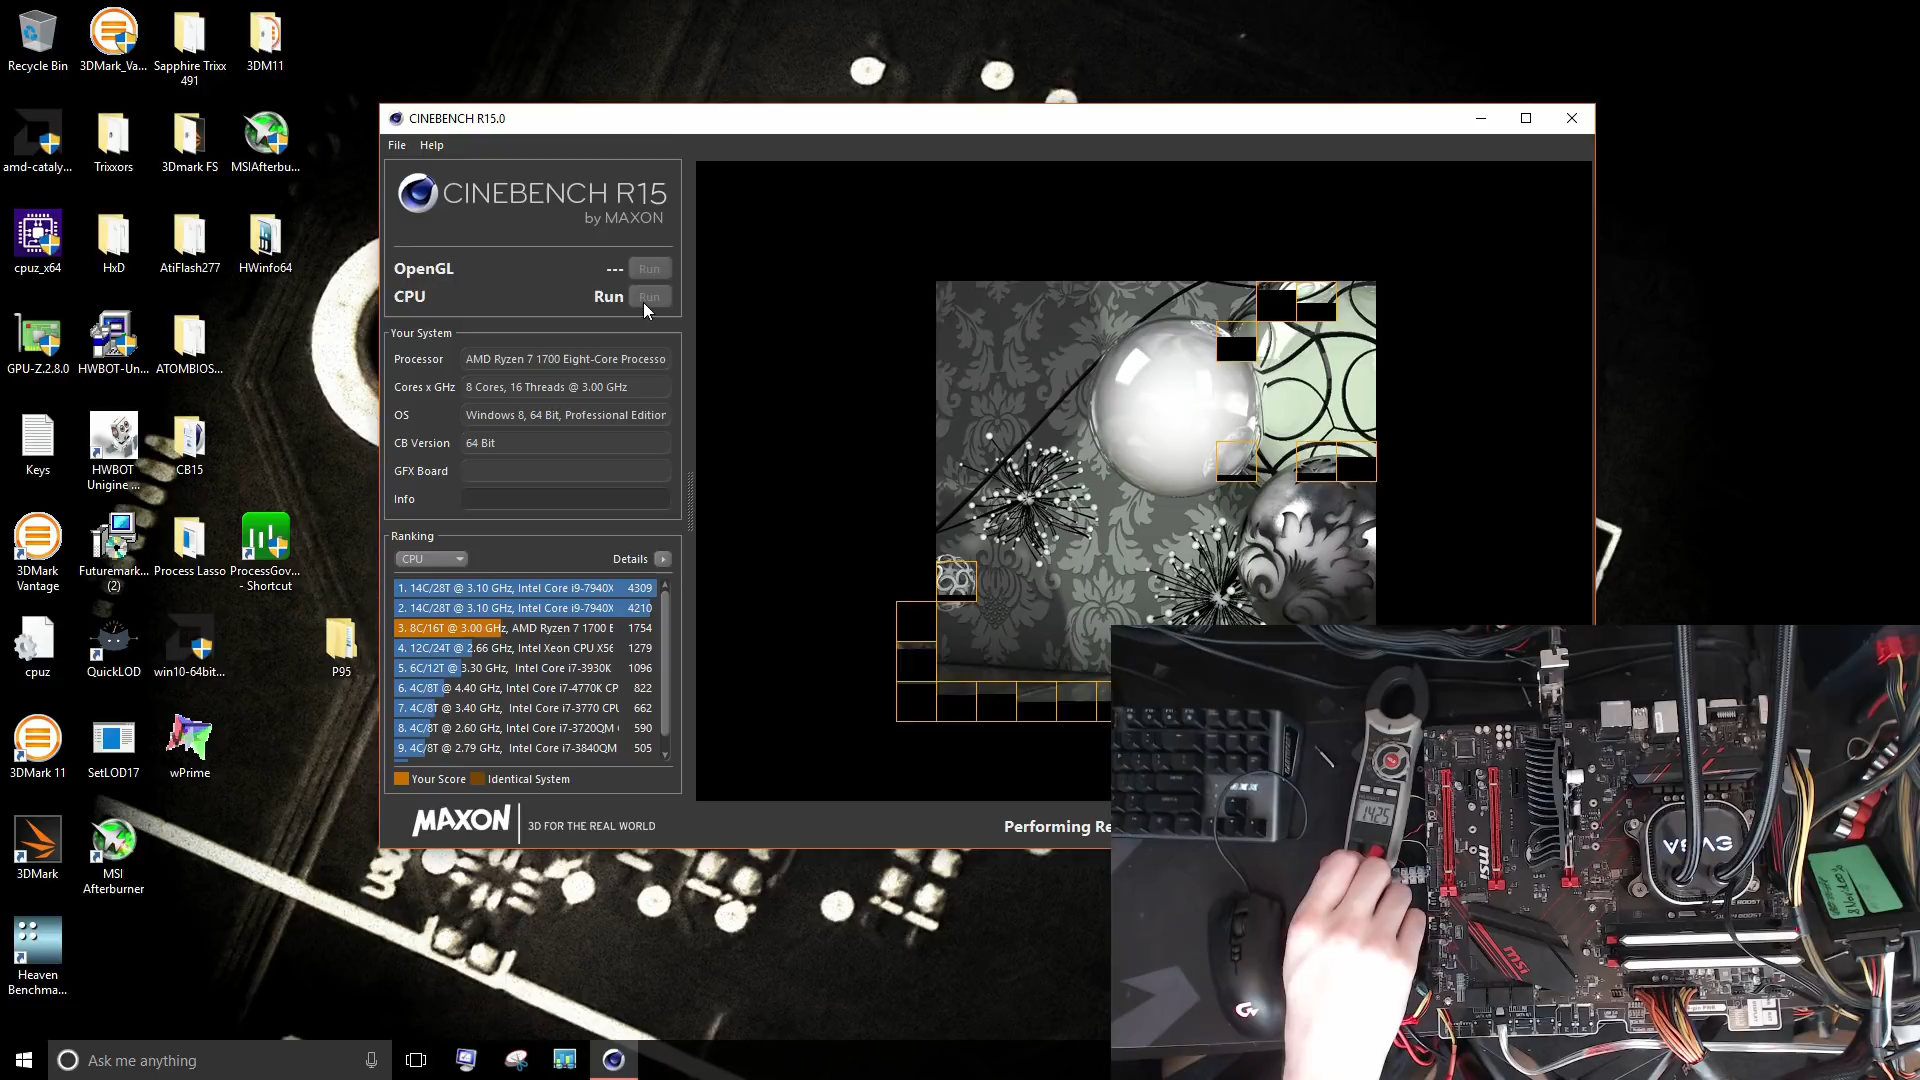 Recycle Bin
3DMark_Va...
Sapphire Trixx
491
3DM11
amd-cataly...
Trixxors
3Dmark FS
MSIAfterbu...
cpuz_x64
HxD
AtiFlash277
HWinfo64
GPU-Z.2.8.0
HWBOT-Un...
ATOMBIOS...
Keys
HWBOT
Unigine ...
CB15
3DMark
Vantage
Futuremark...
(2)
Process Lasso
ProcessGov...
- Shortcut
cpuz
QuickLOD
win10-64bit...
P95
3DMark 11
SetLOD17
wPrime
3DMark
MSI
Afterburner
Heaven
Benchma...
CINEBENCH R15.0
File Help
CINEBENCH R15
by MAXON
OpenGL --- Run
CPU Run Run
Your System
Processor AMD Ryzen 7 1700 Eight-Core Processo
Cores x GHz 8 Cores, 16 Threads @ 3.00 GHz
OS Windows 8, 64 Bit, Professional Edition
CB Version 64 Bit
GFX Board
Info
Ranking
CPU Details
1. 14C/28T @ 3.10 GHz, Intel Core i9-7940X 4309
2. 14C/28T @ 3.10 GHz, Intel Core i9-7940X 4210
3. 8C/16T @ 3.00 GHz, AMD Ryzen 7 1700 E 1754
4. 12C/24T @ 2.66 GHz, Intel Xeon CPU X56 1279
5. 6C/12T @ 3.30 GHz, Intel Core i7-3930K 1096
6. 4C/8T @ 4.40 GHz, Intel Core i7-4770K CP 822
7. 4C/8T @ 3.40 GHz, Intel Core i7-3770 CPU 662
8. 4C/8T @ 2.60 GHz, Intel Core i7-3720QM 590
9. 4C/8T @ 2.79 GHz, Intel Core i7-3840QM 505
Your Score Identical System
MAXON 3D FOR THE REAL WORLD
Performing Re
1425
EVGA
msi
msi
BOOST
Ask me anything